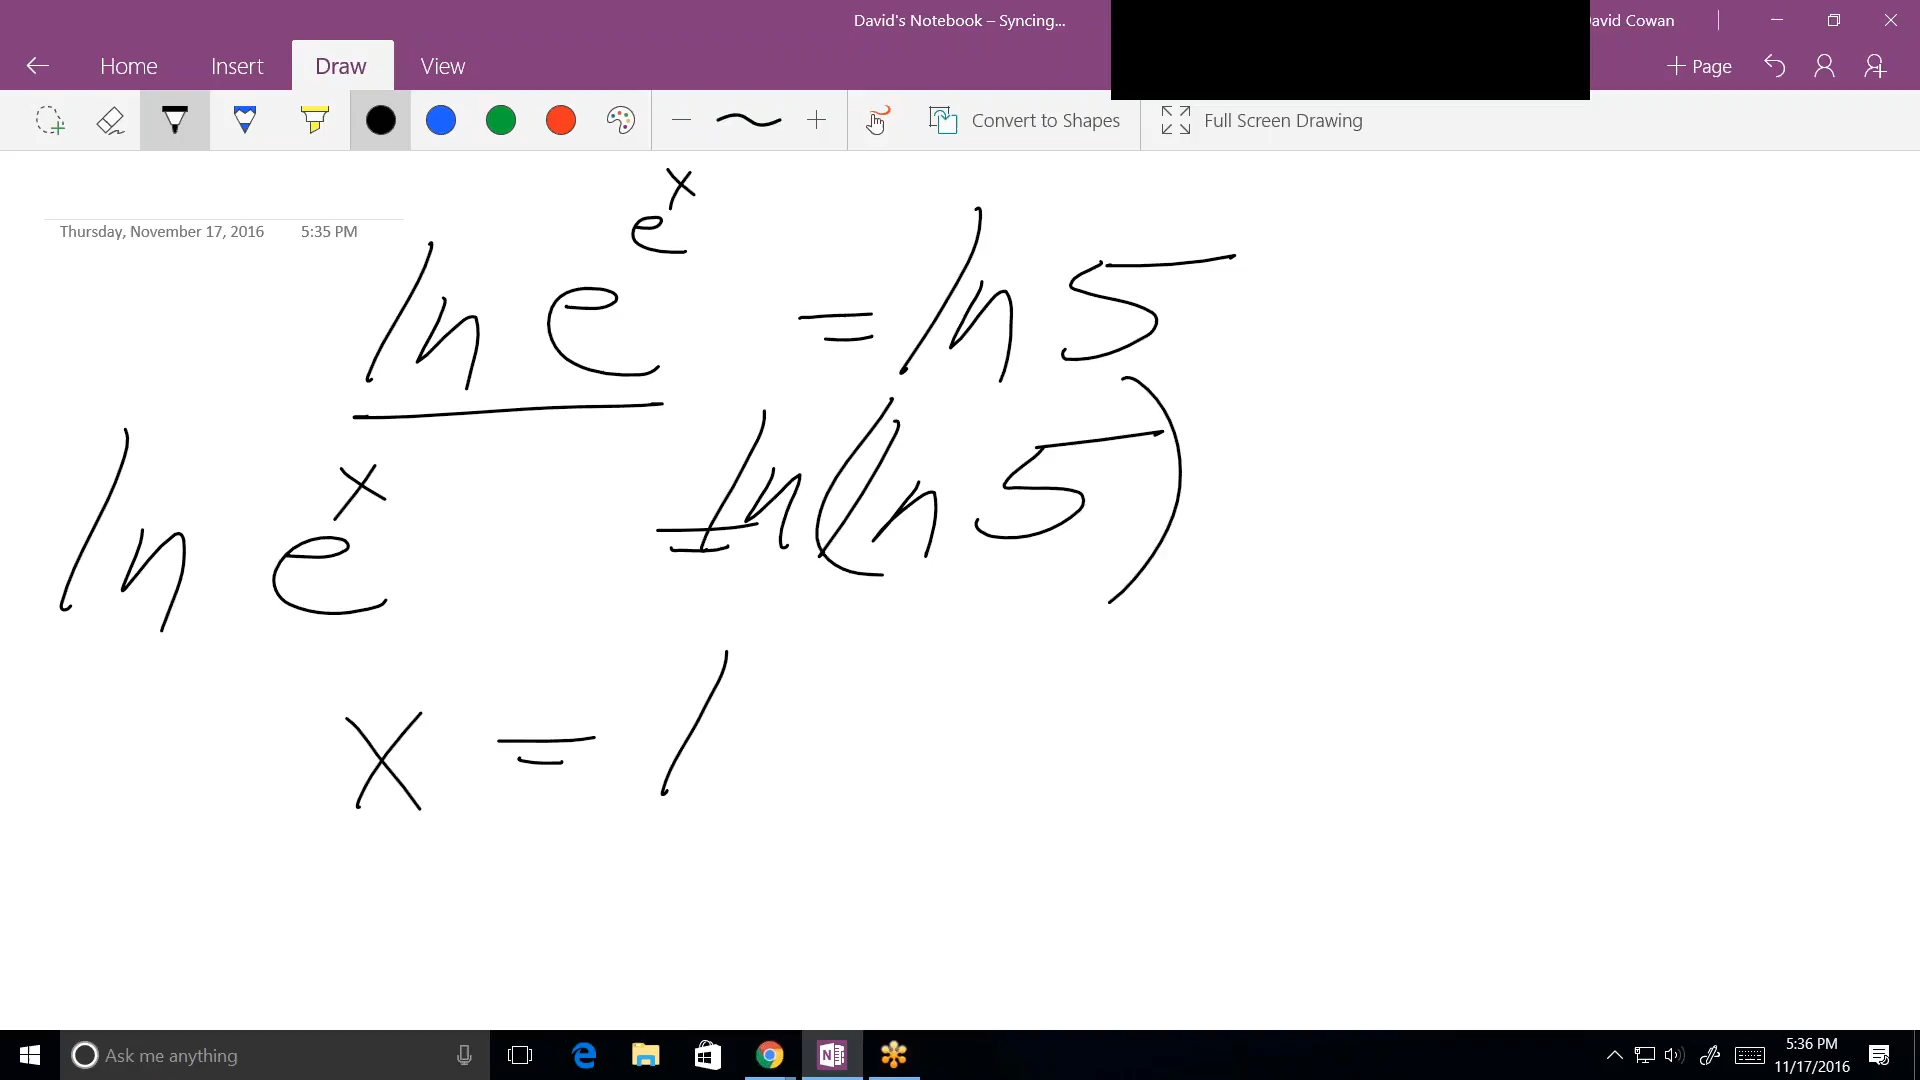 David's Notebook – Syncing...
avid Cowan
Home Insert Draw View
Page
Convert to Shapes Full Screen Drawing
Thursday, November 17, 2016 5:35 PM
ln e^e^x = ln 5
ln e^x = ln(ln 5)
x = l
Ask me anything
5:36 PM
11/17/2016